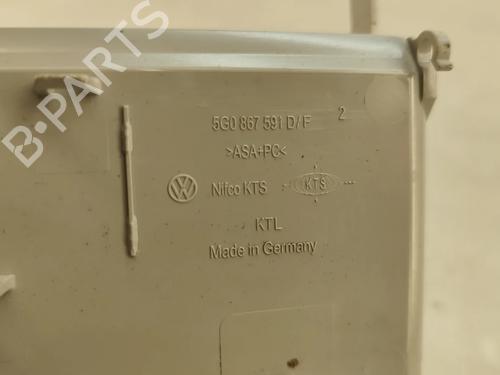 B-PARTS
5G0 867 591 D/F 2
>ASA+PC<
Nifco KTS KTS
KTL
Made in Germany